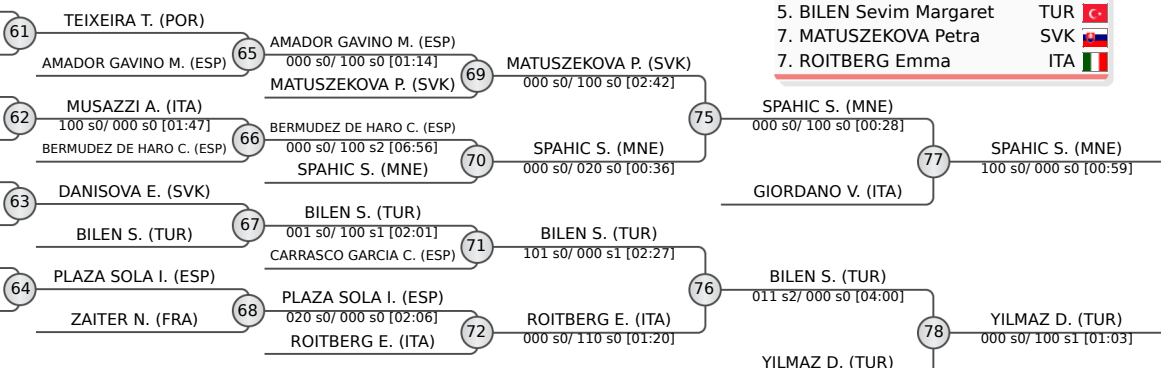 61
TEIXEIRA T. (POR)
AMADOR GAVINO M. (ESP)
62
MUSAZZI A. (ITA)
100 s0/ 000 s0 [01:47]
BERMUDEZ DE HARO C. (ESP)
63
DANISOVA E. (SVK)
BILEN S. (TUR)
64
PLAZA SOLA I. (ESP)
ZAITER N. (FRA)
65
AMADOR GAVINO M. (ESP)
000 s0/ 100 s0 [01:14]
MATUSZEKOVA P. (SVK)
66
BERMUDEZ DE HARO C. (ESP)
000 s0/ 100 s2 [06:56]
SPAHIC S. (MNE)
67
BILEN S. (TUR)
001 s0/ 100 s1 [02:01]
CARRASCO GARCIA C. (ESP)
68
PLAZA SOLA I. (ESP)
020 s0/ 000 s0 [02:06]
ROITBERG E. (ITA)
69
MATUSZEKOVA P. (SVK)
000 s0/ 100 s0 [02:42]
70
SPAHIC S. (MNE)
000 s0/ 020 s0 [00:36]
71
BILEN S. (TUR)
101 s0/ 000 s1 [02:27]
72
ROITBERG E. (ITA)
000 s0/ 110 s0 [01:20]
75
SPAHIC S. (MNE)
000 s0/ 100 s0 [00:28]
GIORDANO V. (ITA)
76
BILEN S. (TUR)
011 s2/ 000 s0 [04:00]
YILMAZ D. (TUR)
77
SPAHIC S. (MNE)
100 s0/ 000 s0 [00:59]
78
YILMAZ D. (TUR)
000 s0/ 100 s1 [01:03]
5. BILEN Sevim Margaret TUR
7. MATUSZEKOVA Petra SVK
7. ROITBERG Emma ITA